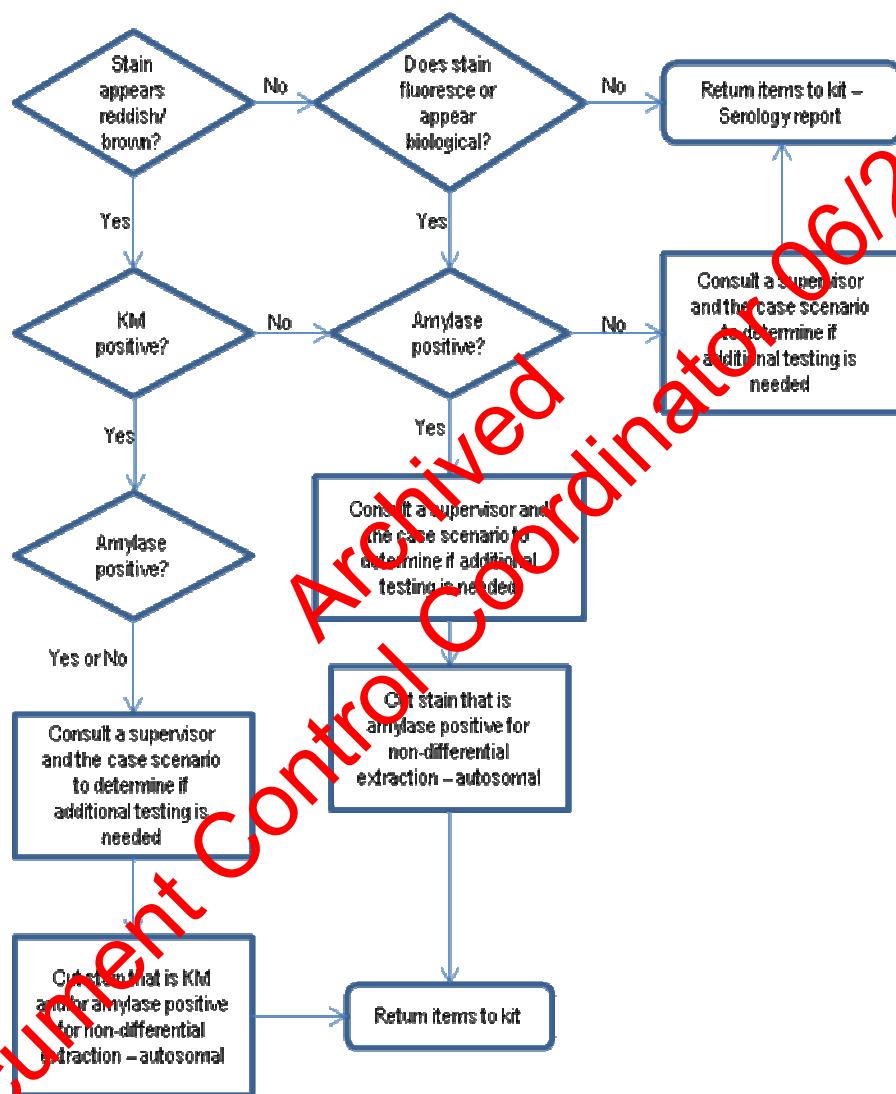 Stain
appears
reddish/
brown?
No
Does stain
fluoresce or
appear
biological?
No
Return items to kit –
Serology report
Yes
Yes
KM
positive?
No
Amylase
positive?
No
Consult a supervisor
and the case scenario
to determine if
additional testing is
needed
Yes
Yes
Amylase
positive?
Consult a supervisor and
the case scenario to
determine if additional
testing is needed
Yes or No
Consult a supervisor
and the case scenario
to determine if
additional testing is
needed
Cut stain that is
amylase positive for
non-differential
extraction – autosomal
Cut stain that is KM
and/or amylase positive
for non-differential
extraction – autosomal
Return items to kit
Archived
Control Coordinator